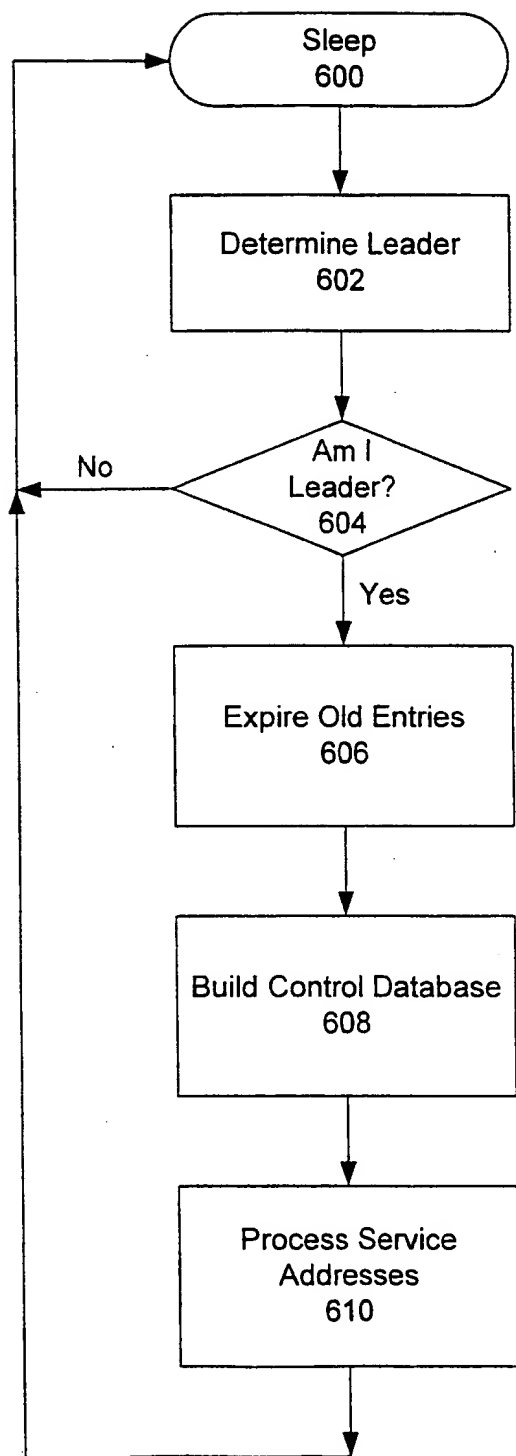 Sleep
600
Determine Leader
602
Am I
Leader?
604
No
Yes
Expire Old Entries
606
Build Control Database
608
Process Service
Addresses
610